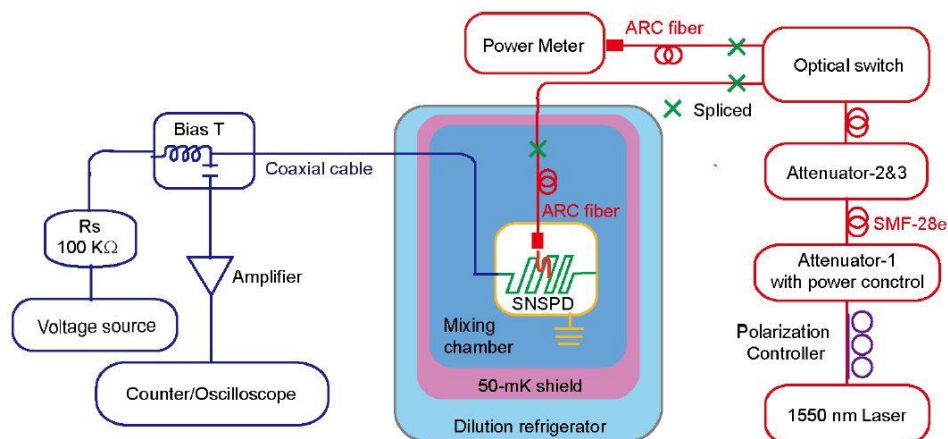 Power Meter
ARC fiber
Optical switch
Spliced
Bias T
Coaxial cable
Attenuator-2&3
ARC fiber
SMF-28e
Rs
100 KΩ
Amplifier
SNSPD
Attenuator-1
with power conctrol
Voltage source
Mixing
chamber
Polarization
Controller
Counter/Oscilloscope
50-mK shield
Dilution refrigerator
1550 nm Laser